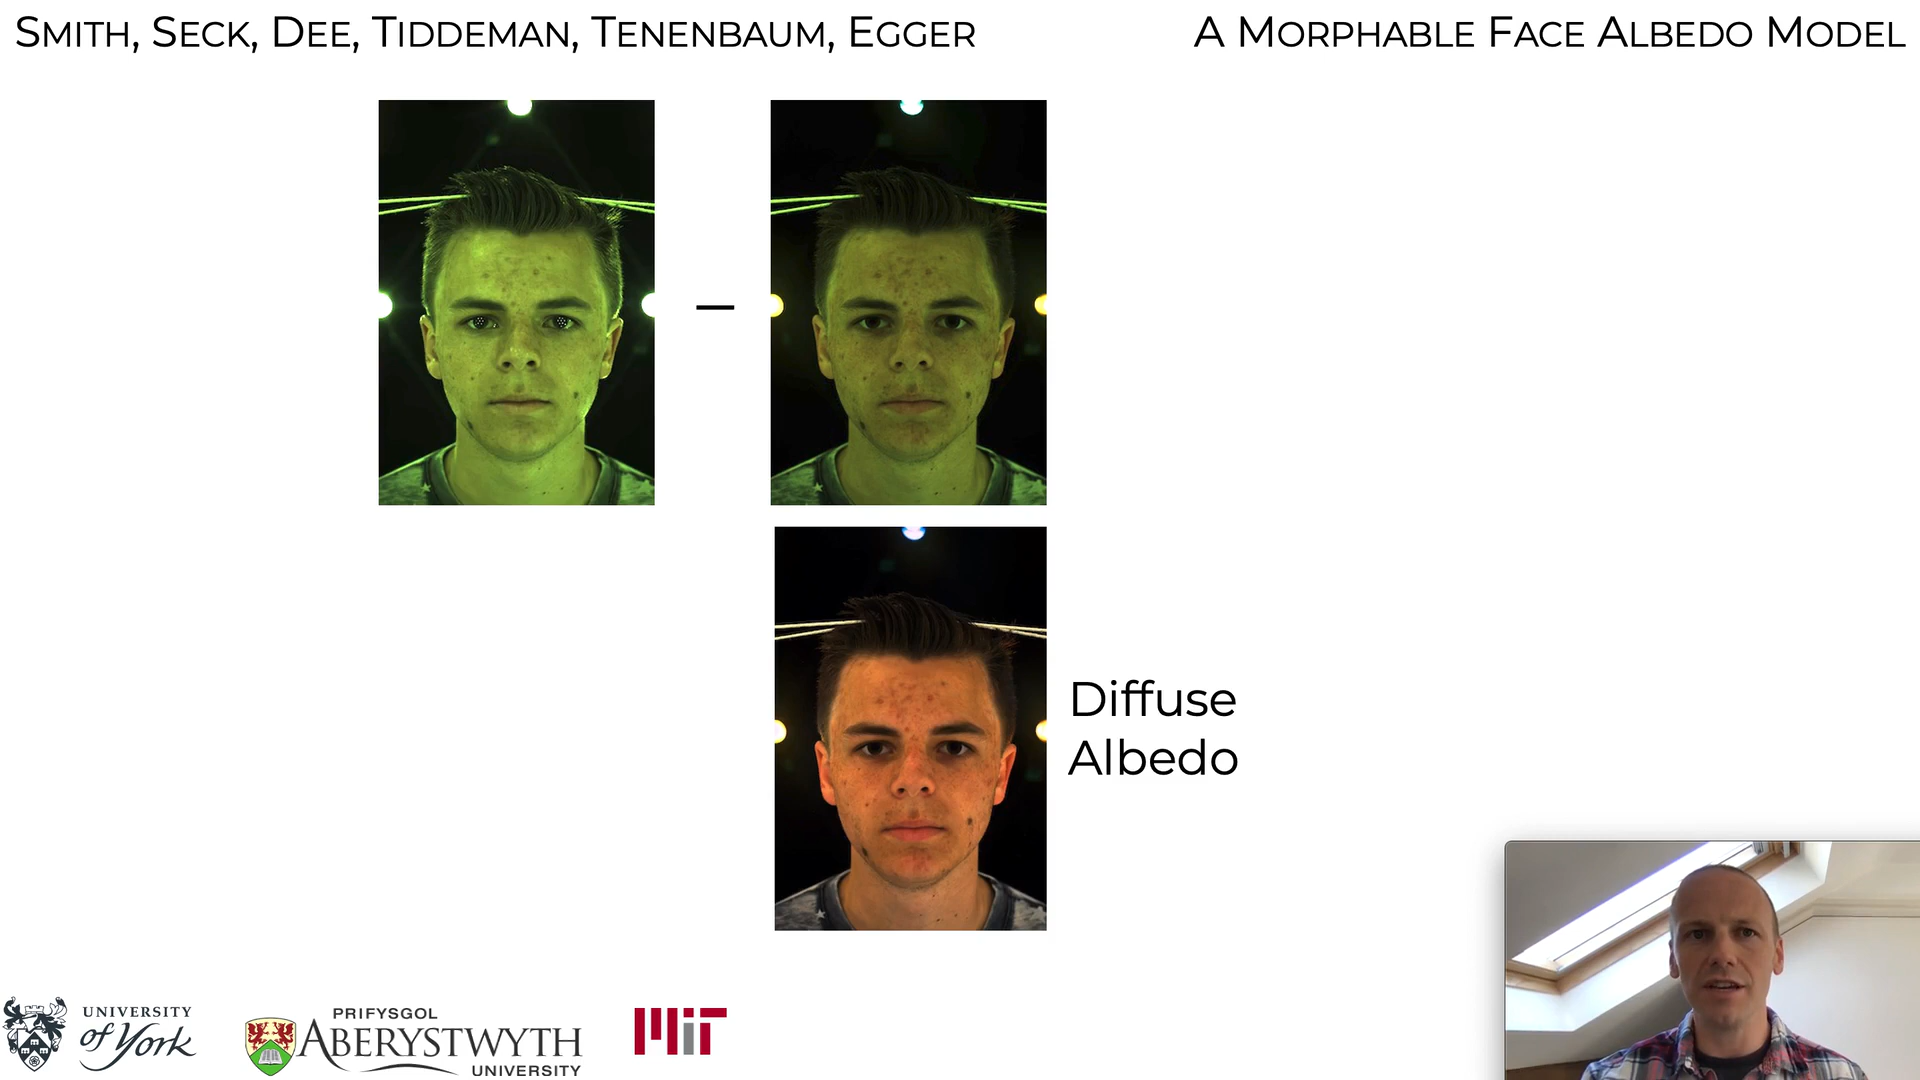 SMITH, SECK, DEE, TIDDEMAN, TENENBAUM, EGGER
A MORPHABLE FACE ALBEDO MODEL
Diffuse
Albedo
UNIVERSITY
of York
PRIFYSGOL
ABERYSTWYTH
UNIVERSITY
MIT